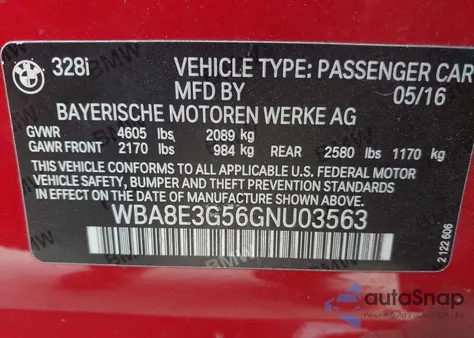 328i VEHICLE TYPE: PASSENGER CAR
MFD BY 05/16
BAYERISCHE MOTOREN WERKE AG
GVWR 4605 lbs 2089 kg
GAWR FRONT 2170 lbs 984 kg REAR 2580 lbs 1170 kg
THIS VEHICLE CONFORMS TO ALL APPLICABLE U.S. FEDERAL MOTOR
VEHICLE SAFETY, BUMPER AND THEFT PREVENTION STANDARDS
IN EFFECT ON THE DATE OF MANUFACTURE SHOWN ABOVE.
WBA8E3G56GNU03563
2 122 606
autoSnap